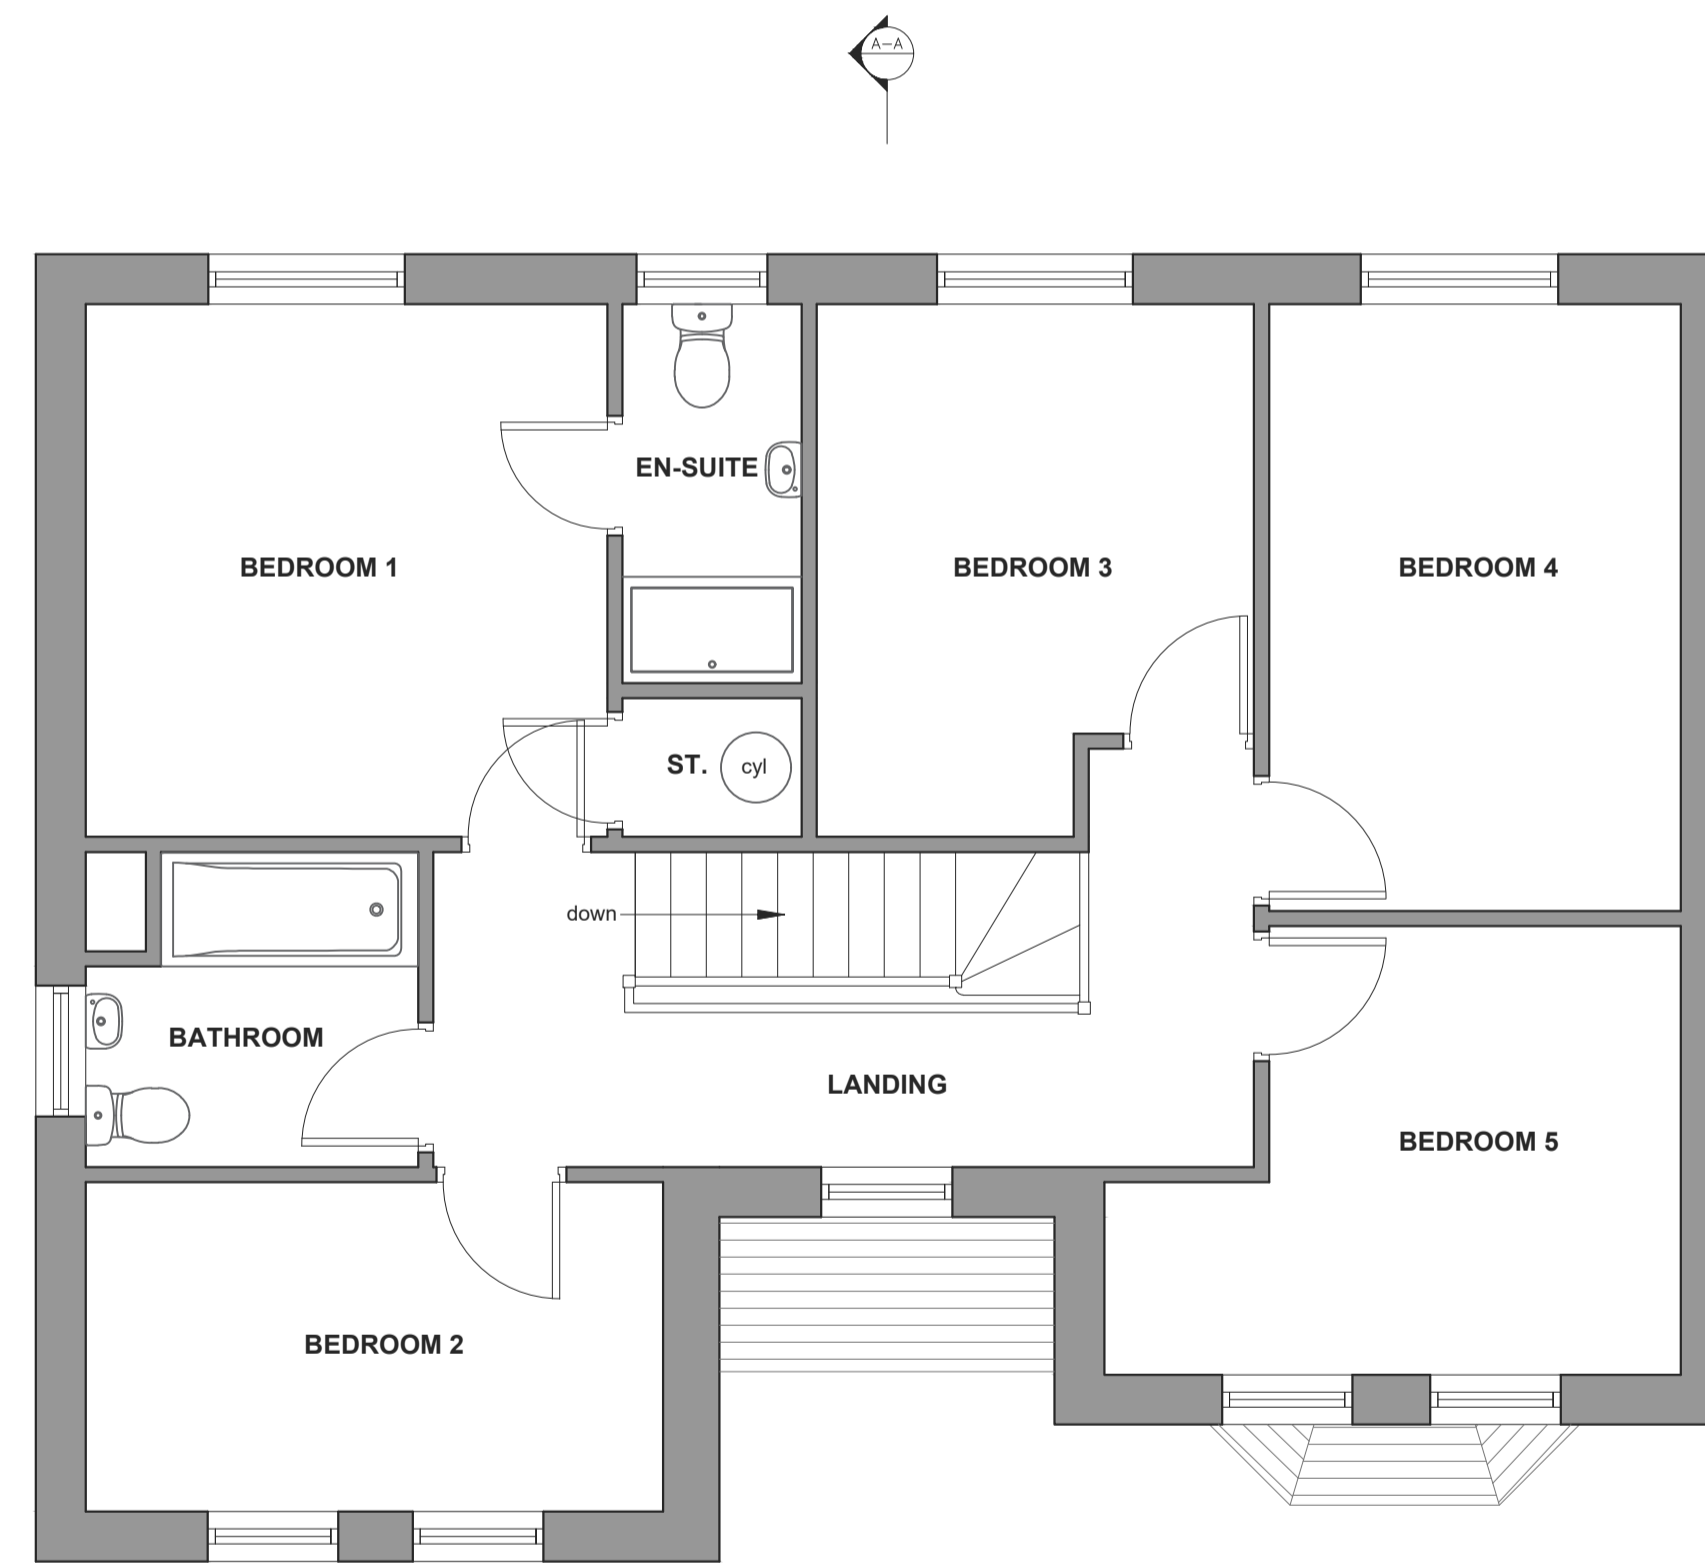 A-A
EN-SUITE
BEDROOM 1
BEDROOM 3
BEDROOM 4
ST.
cyl
down
BATHROOM
LANDING
BEDROOM 5
BEDROOM 2